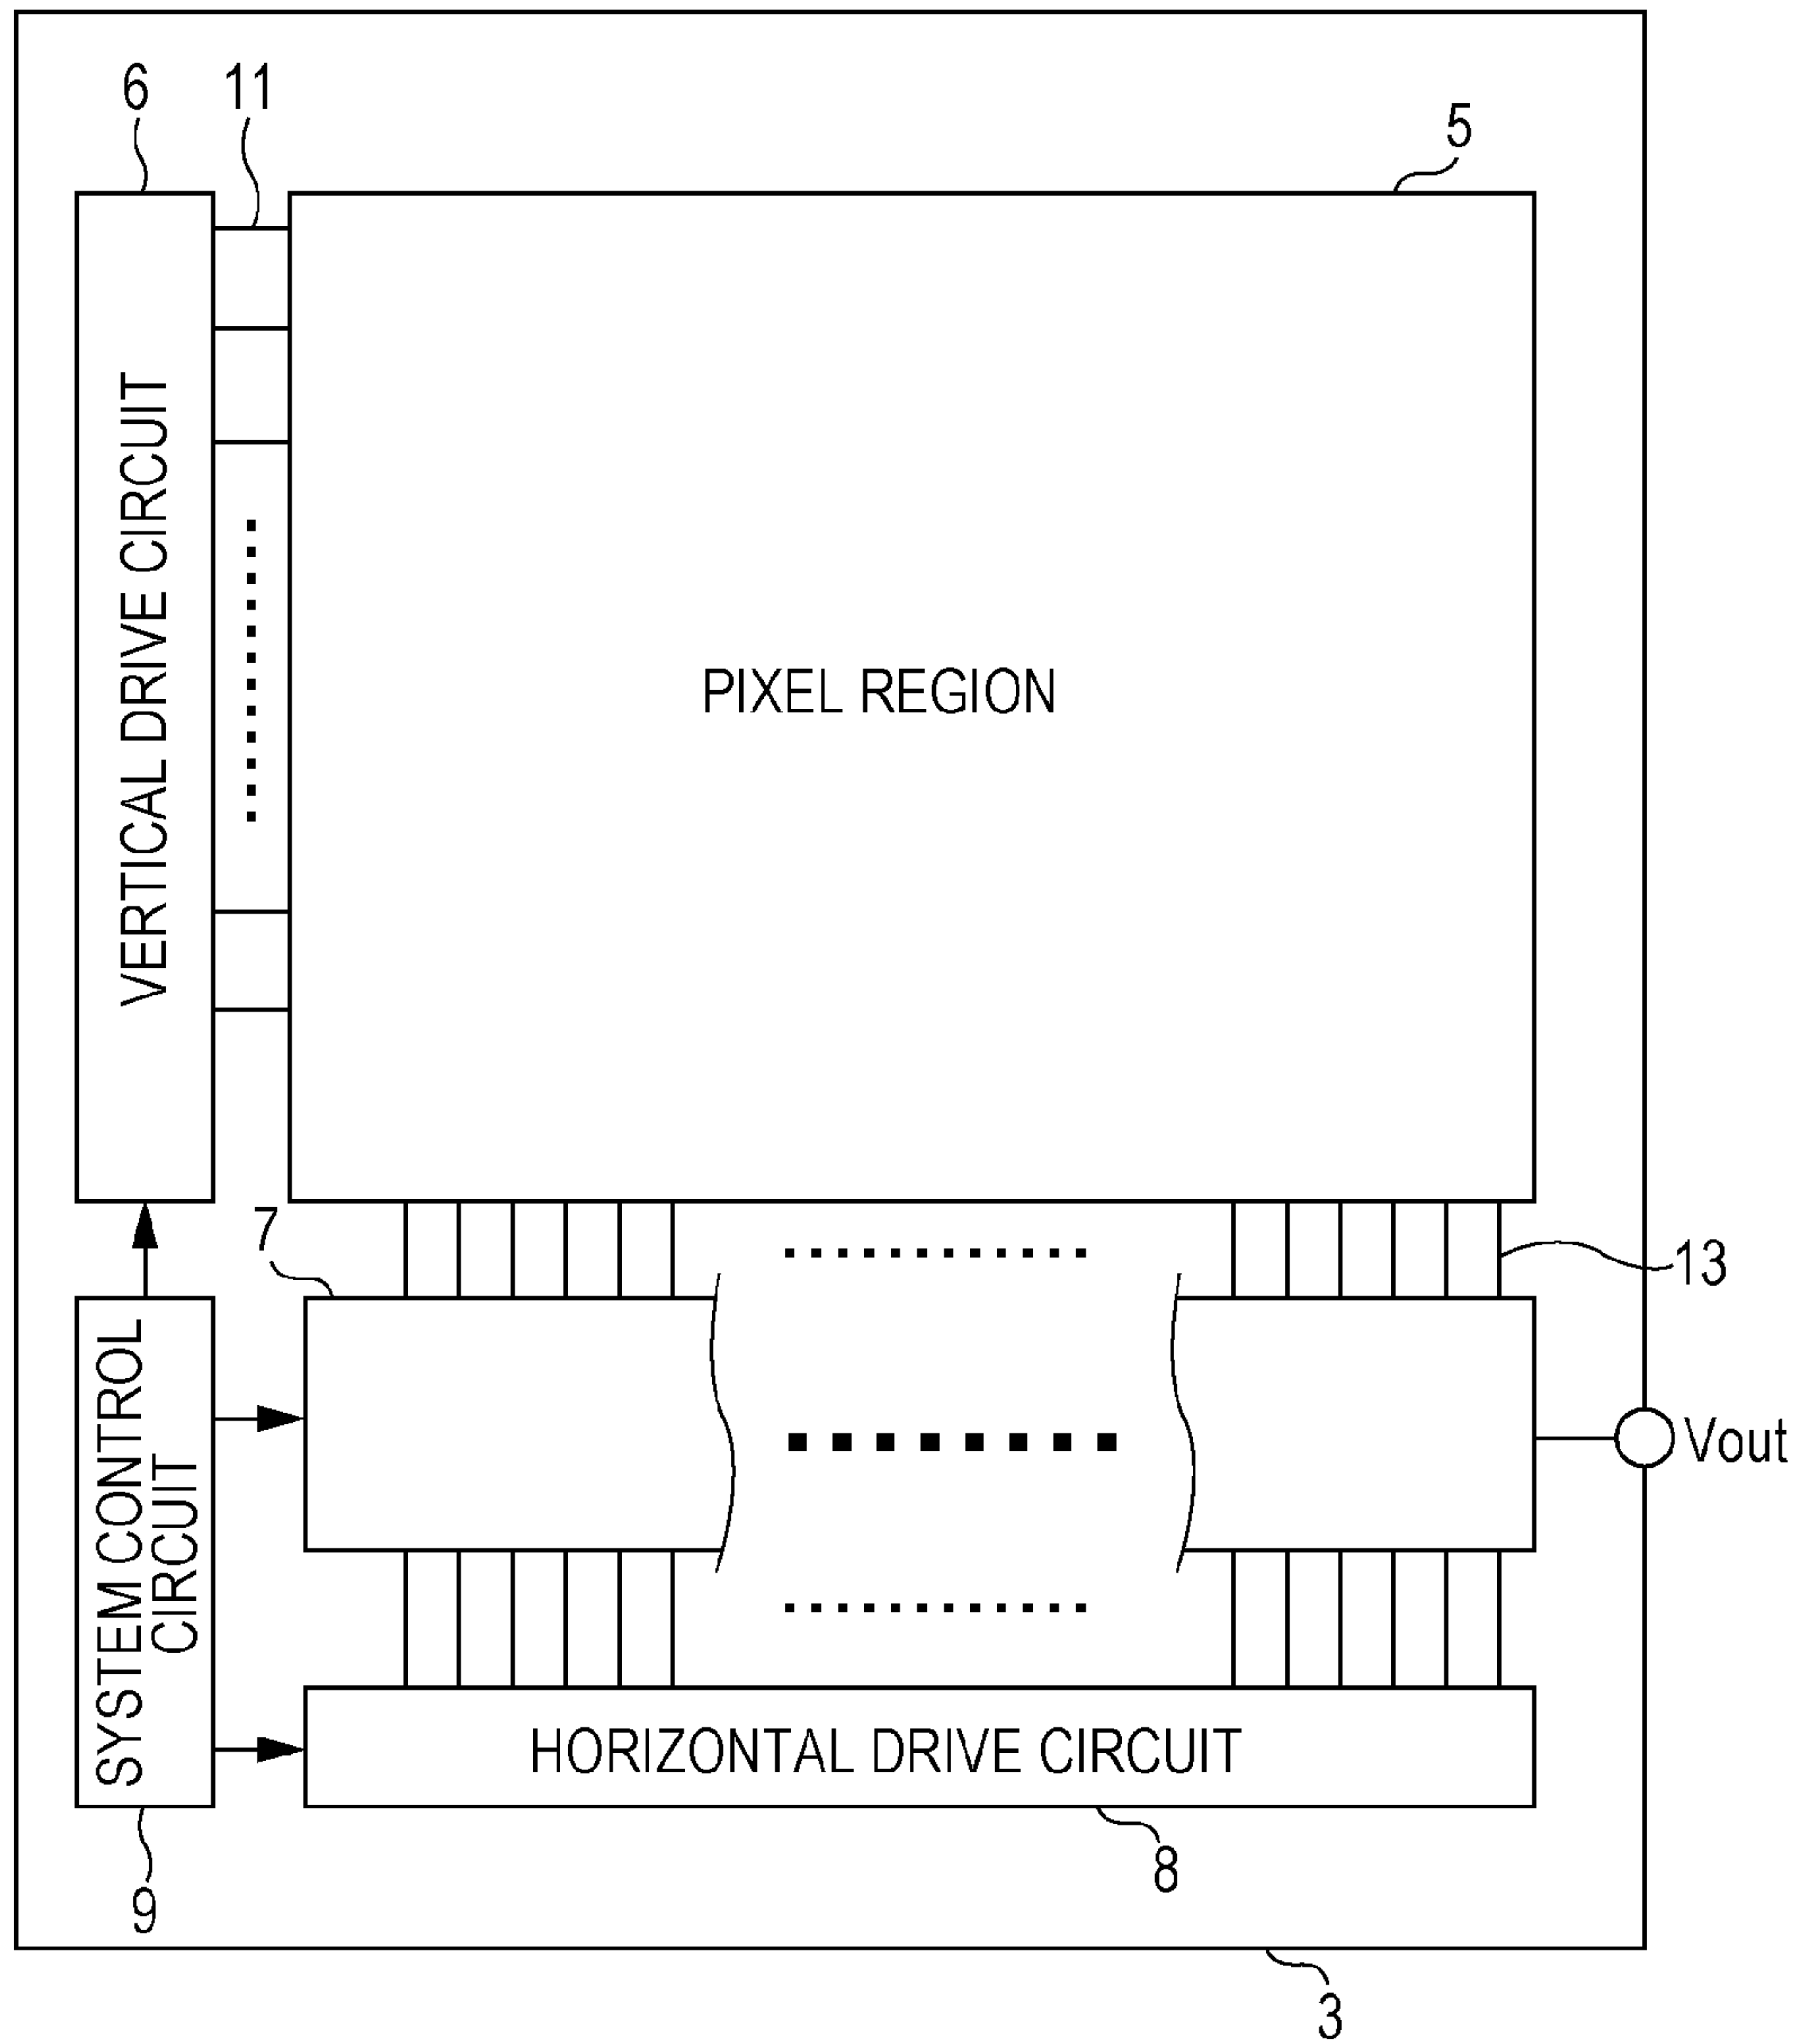 6
11
5
VERTICAL DRIVE CIRCUIT
PIXEL REGION
7
13
SYSTEM CONTROL
CIRCUIT
Vout
HORIZONTAL DRIVE CIRCUIT
8
9
3